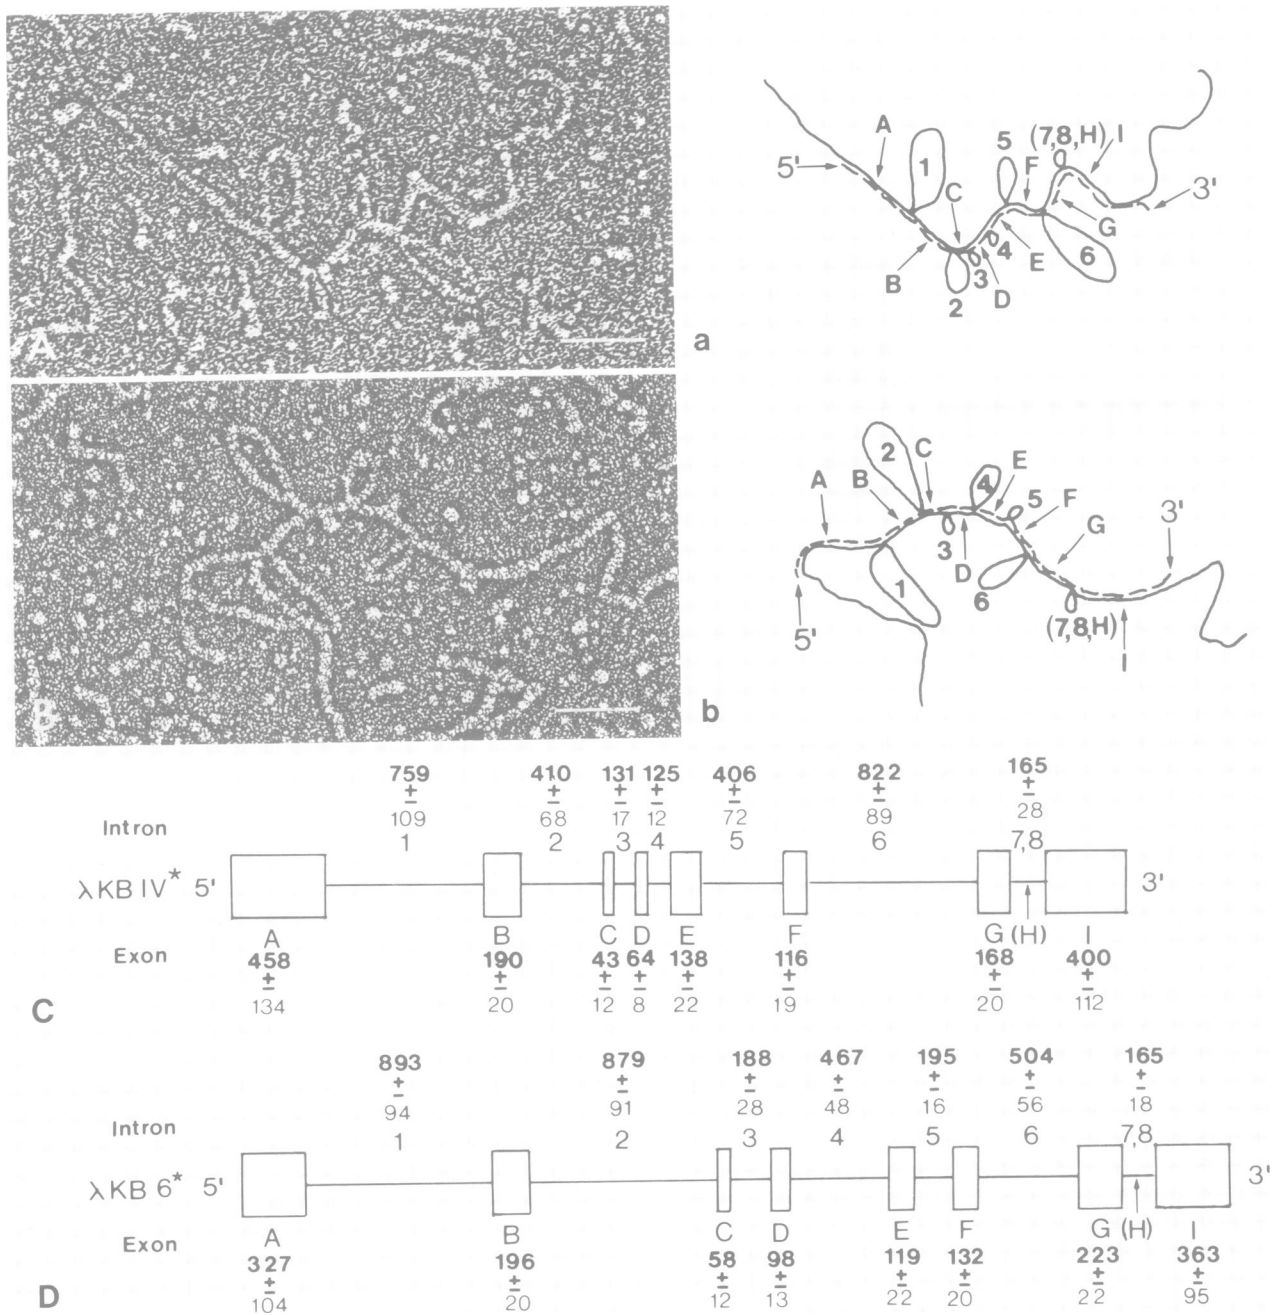 A
B
a
A
1
5'
C
5
(7,8,H)
I
F
3'
B
2
3
4
D
E
G
6
b
2
C
E
A
B
4
5
F
G
3'
3
D
1
6
5'
(7,8,H)
I
759 410 131 125 406 822 165
± ± ± ± ± ± ±
109 68 17 12 72 89 28
Intron 1 2 3 4 5 6 7,8
λKB IV* 5' 3'
A B C D E F G (H) I
Exon 458 190 43 64 138 116 168 400
± ± ± ± ± ± ± ±
134 20 12 8 22 19 20 112
C
893 879 188 467 195 504 165
± ± ± ± ± ± ±
94 91 28 48 16 56 18
Intron 1 2 3 4 5 6 7,8
λKB 6* 5' 3'
A B C D E F G (H) I
Exon 327 196 58 98 119 132 223 363
± ± ± ± ± ± ± ±
104 20 12 13 22 20 22 95
D